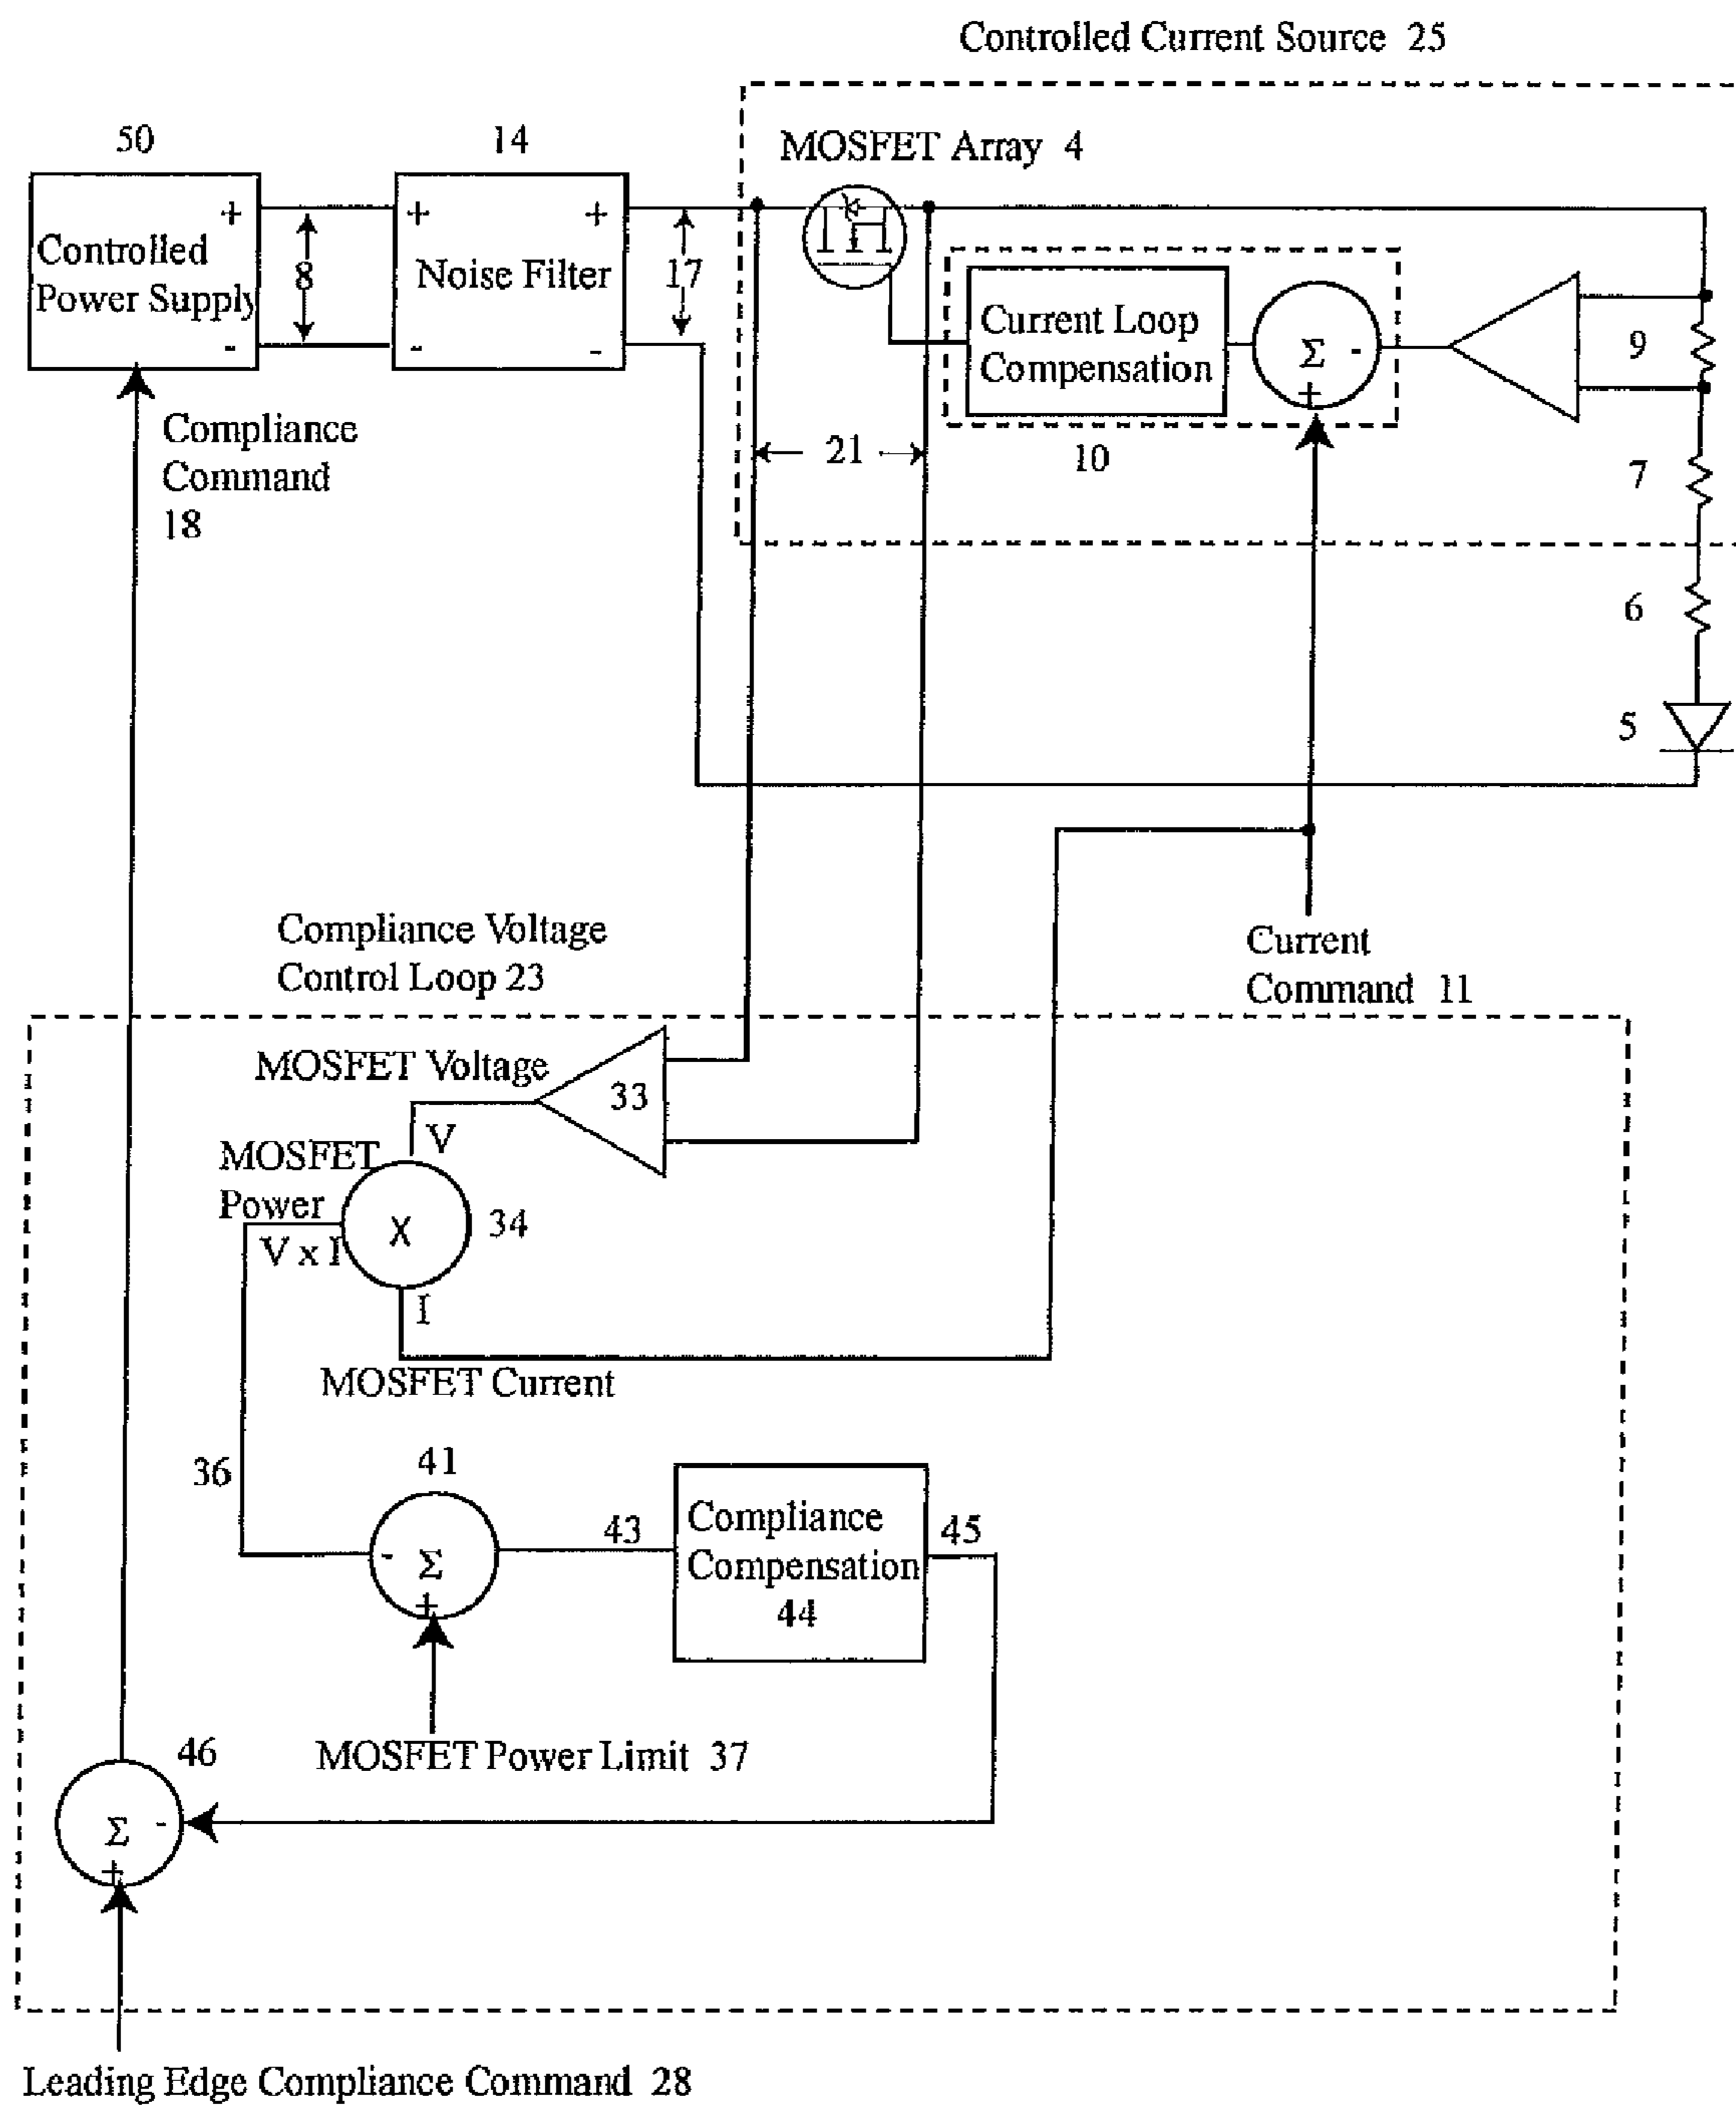 Controlled Current Source 25
50
14
MOSFET Array 4
+
-
Controlled
Power Supply
8
+
-
Noise Filter
+
-
17
Current Loop
Compensation
Σ
-
+
10
9
7
6
5
21
Compliance
Command
18
Current
Command 11
Compliance Voltage
Control Loop 23
MOSFET Voltage
33
V
MOSFET
Power
V x I
X
34
I
MOSFET Current
36
41
-
Σ
+
43
Compliance
Compensation
44
45
MOSFET Power Limit 37
46
Σ
-
+
Leading Edge Compliance Command 28